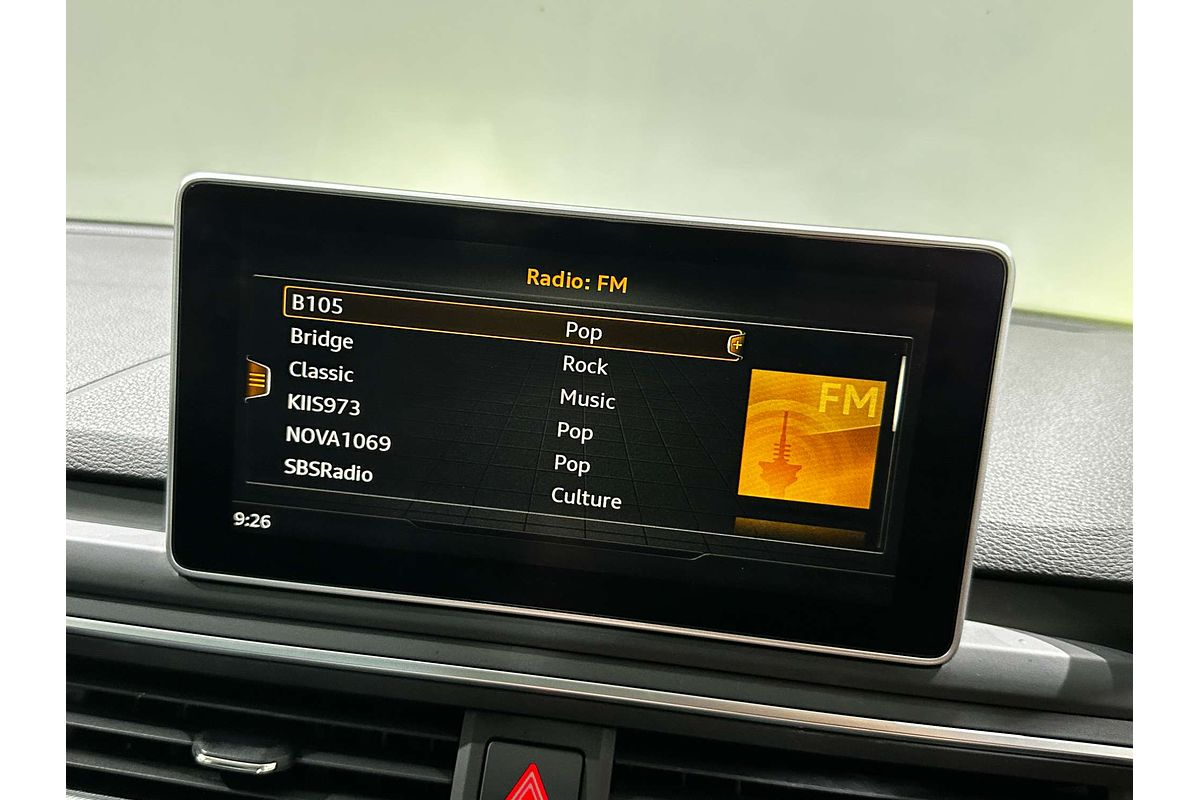 Radio: FM
B105 Pop
Bridge Rock
Classic Music
KIIS973 Pop
NOVA1069 Pop
SBSRadio Culture
FM
9:26